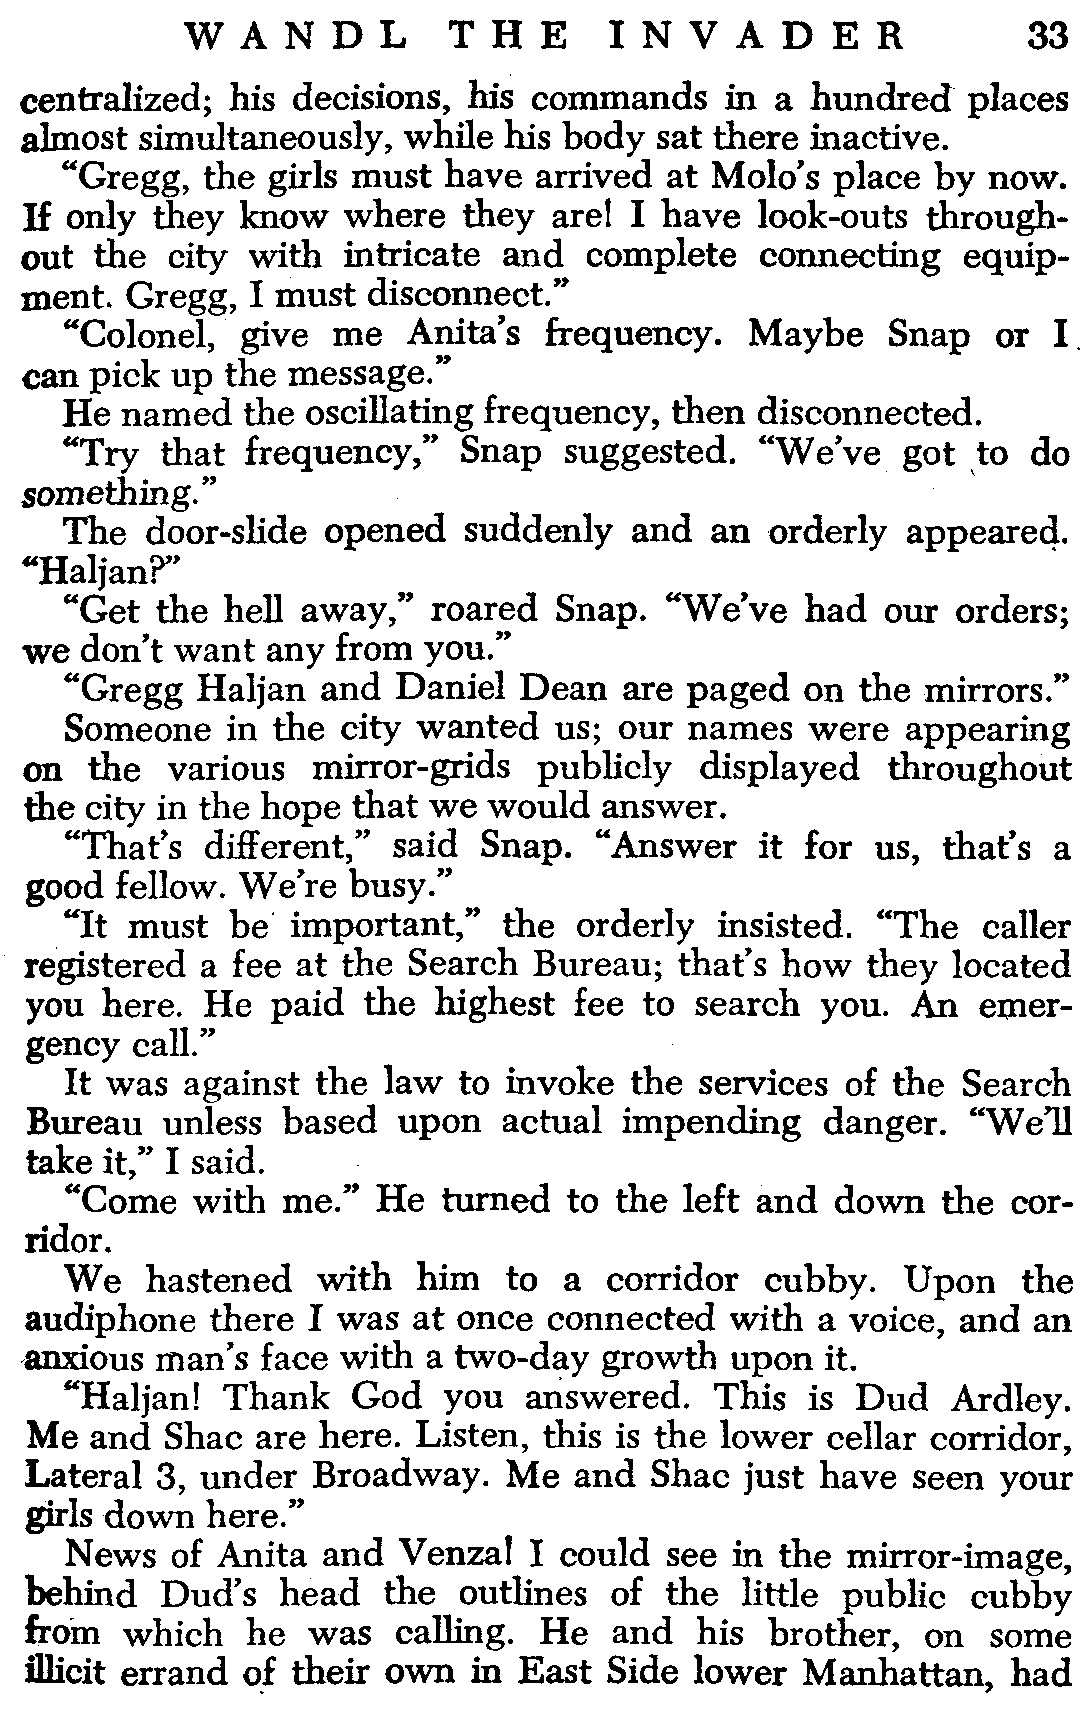 WANDL THE INVADER 33
centralized; his decisions, his commands in a hundred places
almost simultaneously, while his body sat there inactive.
“Gregg, the girls must have arrived at Molo’s place by now.
If only they know where they are! I have look-outs through-
out the city with intricate and complete connecting equip-
ment. Gregg, I must disconnect.”
“Colonel, give me Anita’s frequency. Maybe Snap or I
can pick up the message.”
He named the oscillating frequency, then disconnected.
“Try that frequency,” Snap suggested. “We’ve got to do
something.”
The door-slide opened suddenly and an orderly appeared.
“Haljan?”
“Get the hell away,” roared Snap. “We’ve had our orders;
we don’t want any from you.”
“Gregg Haljan and Daniel Dean are paged on the mirrors.”
Someone in the city wanted us; our names were appearing
on the various mirror-grids publicly displayed throughout
the city in the hope that we would answer.
“That’s different,” said Snap. “Answer it for us, that’s a
good fellow. We’re busy.”
“It must be important,” the orderly insisted. “The caller
registered a fee at the Search Bureau; that’s how they located
you here. He paid the highest fee to search you. An emer-
gency call.”
It was against the law to invoke the services of the Search
Bureau unless based upon actual impending danger. “We’ll
take it,” I said.
“Come with me.” He turned to the left and down the cor-
ridor.
We hastened with him to a corridor cubby. Upon the
audiphone there I was at once connected with a voice, and an
anxious man’s face with a two-day growth upon it.
“Haljan! Thank God you answered. This is Dud Ardley.
Me and Shac are here. Listen, this is the lower cellar corridor,
Lateral 3, under Broadway. Me and Shac just have seen your
girls down here.”
News of Anita and Venza! I could see in the mirror-image,
behind Dud’s head the outlines of the little public cubby
from which he was calling. He and his brother, on some
illicit errand of their own in East Side lower Manhattan, had